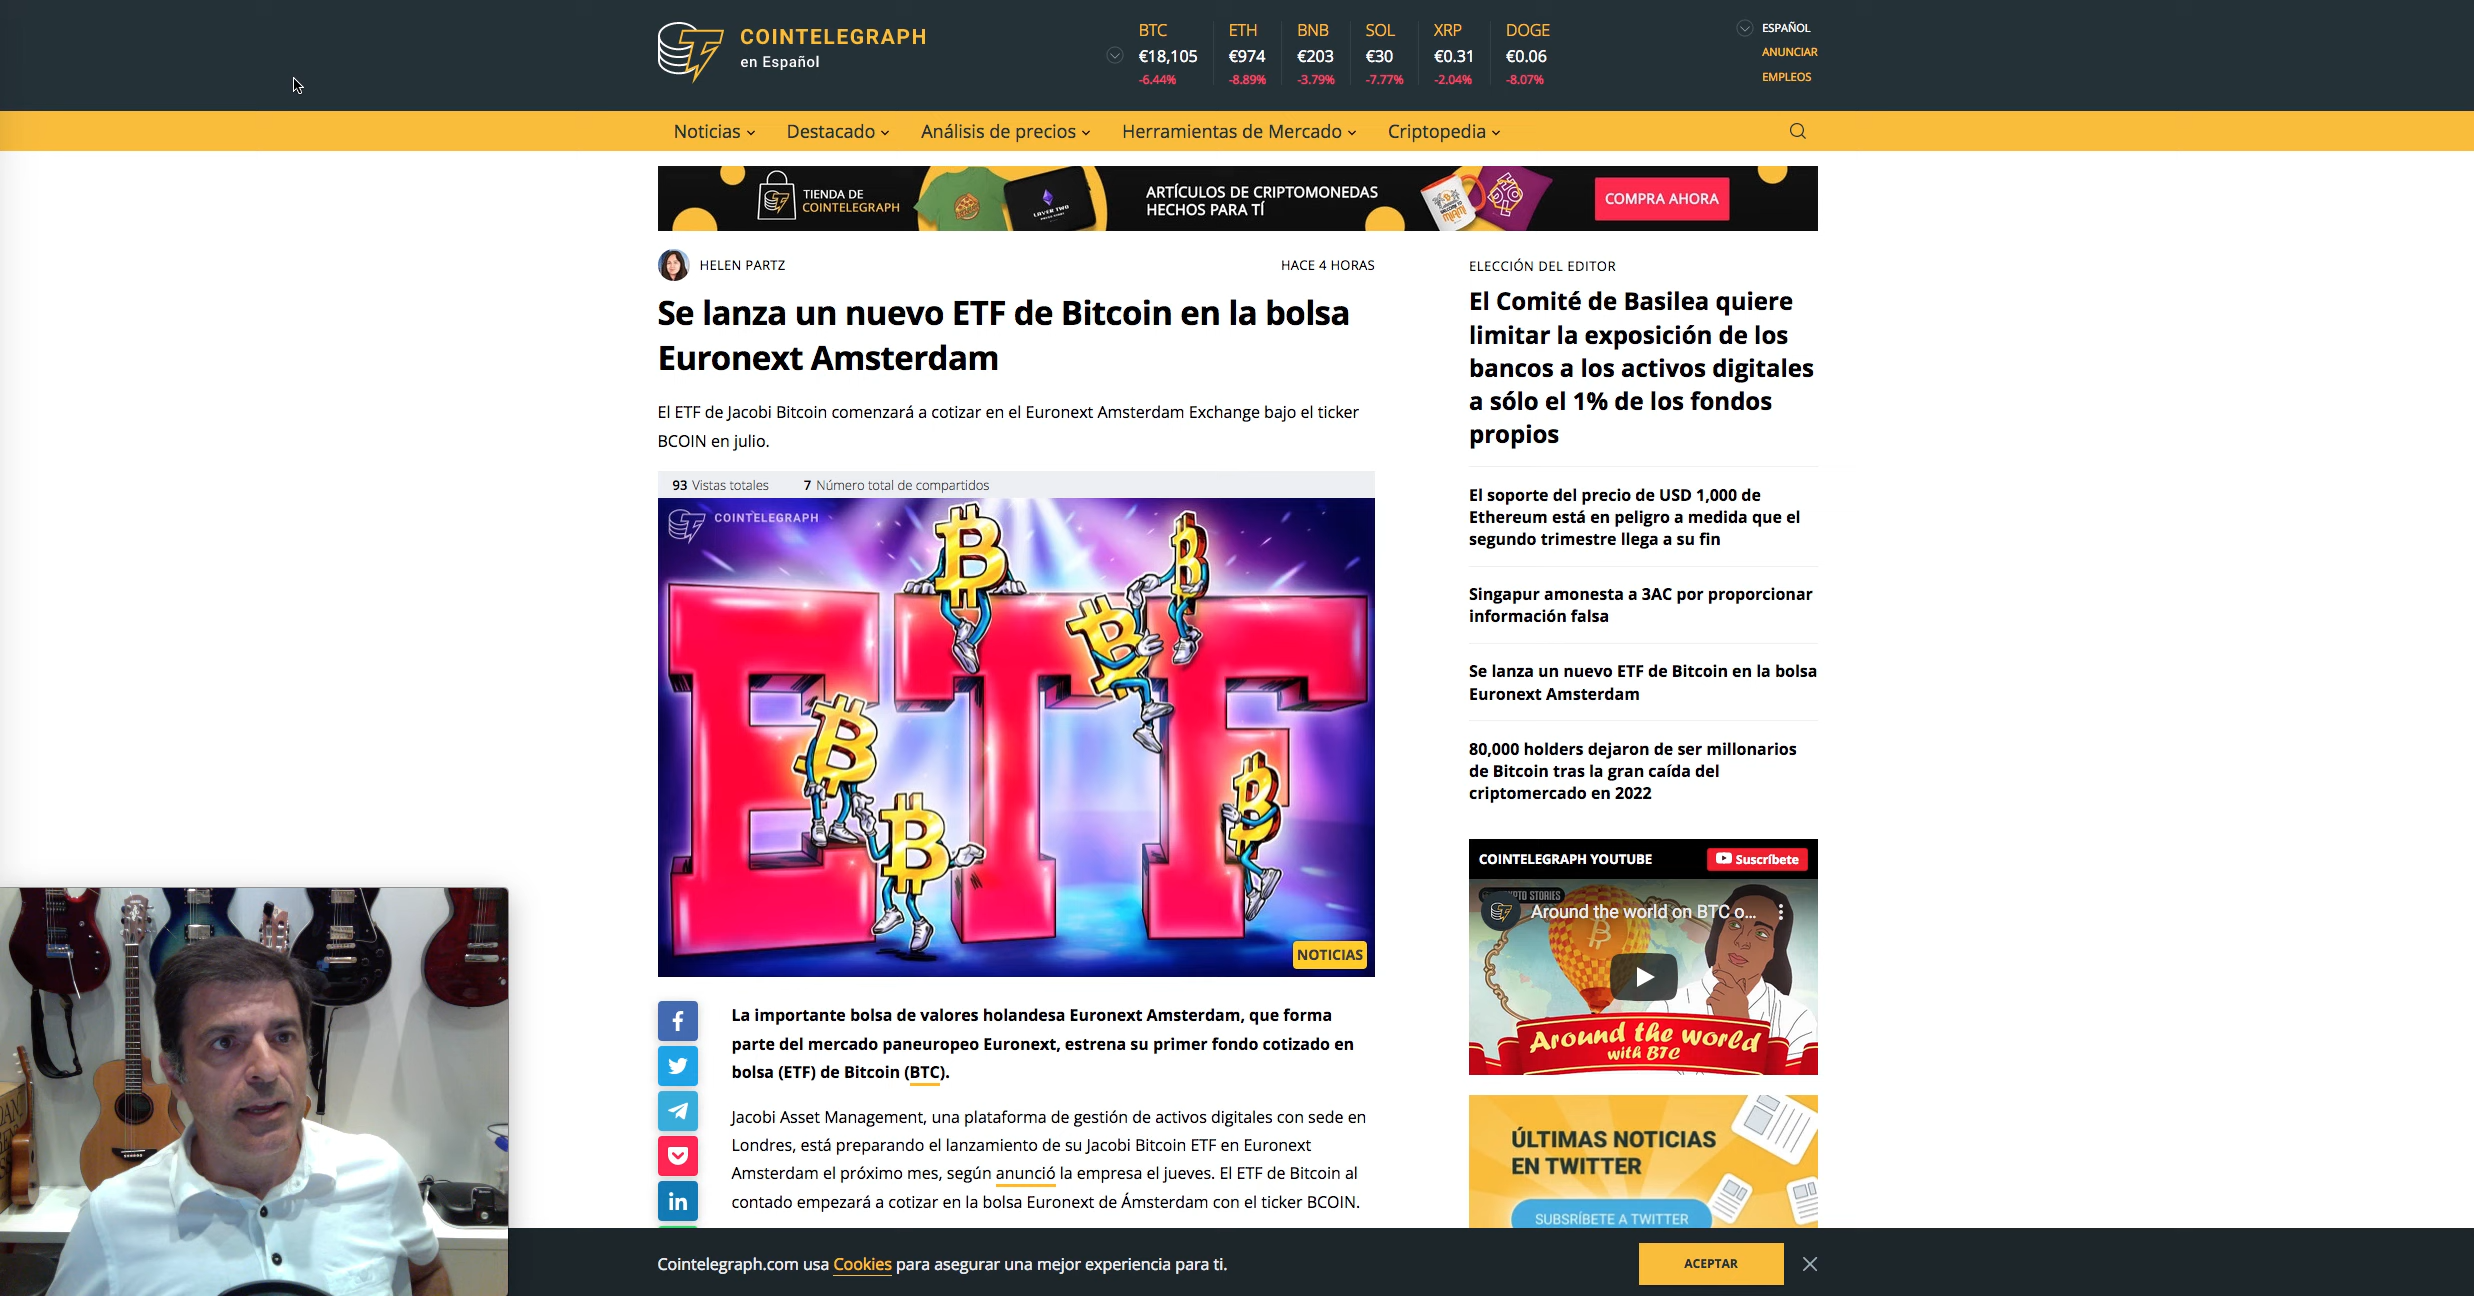 COINTELEGRAPH
en Español
BTC
€18,105
-6.44%
ETH
€974
-8.89%
BNB
€203
-3.79%
SOL
€30
-7.77%
XRP
€0.31
-2.04%
DOGE
€0.06
-8.07%
ESPAÑOL
ANUNCIAR
EMPLEOS
Noticias
Destacado
Análisis de precios
Herramientas de Mercado
Criptopedia
TIENDA DE
COINTELEGRAPH
LAYER TWO
ARTÍCULOS DE CRIPTOMONEDAS
HECHOS PARA TÍ
COMPRA AHORA
HELEN PARTZ
HACE 4 HORAS
Se lanza un nuevo ETF de Bitcoin en la bolsa
Euronext Amsterdam
El ETF de Jacobi Bitcoin comenzará a cotizar en el Euronext Amsterdam Exchange bajo el ticker
BCOIN en julio.
93 Vistas totales
7 Número total de compartidos
COINTELEGRAPH
ETF
NOTICIAS
La importante bolsa de valores holandesa Euronext Amsterdam, que forma
parte del mercado paneuropeo Euronext, estrena su primer fondo cotizado en
bolsa (ETF) de Bitcoin (BTC).
Jacobi Asset Management, una plataforma de gestión de activos digitales con sede en
Londres, está preparando el lanzamiento de su Jacobi Bitcoin ETF en Euronext
Amsterdam el próximo mes, según anunció la empresa el jueves. El ETF de Bitcoin al
contado empezará a cotizar en la bolsa Euronext de Ámsterdam con el ticker BCOIN.
ELECCIÓN DEL EDITOR
El Comité de Basilea quiere
limitar la exposición de los
bancos a los activos digitales
a sólo el 1% de los fondos
propios
El soporte del precio de USD 1,000 de
Ethereum está en peligro a medida que el
segundo trimestre llega a su fin
Singapur amonesta a 3AC por proporcionar
información falsa
Se lanza un nuevo ETF de Bitcoin en la bolsa
Euronext Amsterdam
80,000 holders dejaron de ser millonarios
de Bitcoin tras la gran caída del
criptomercado en 2022
COINTELEGRAPH YOUTUBE
Suscríbete
STORIES
Around the world on BTC o...
Around the world
with BTC
ÚLTIMAS NOTICIAS
EN TWITTER
SUBSRÍBETE A TWITTER
Cointelegraph.com usa Cookies para asegurar una mejor experiencia para ti.
ACEPTAR